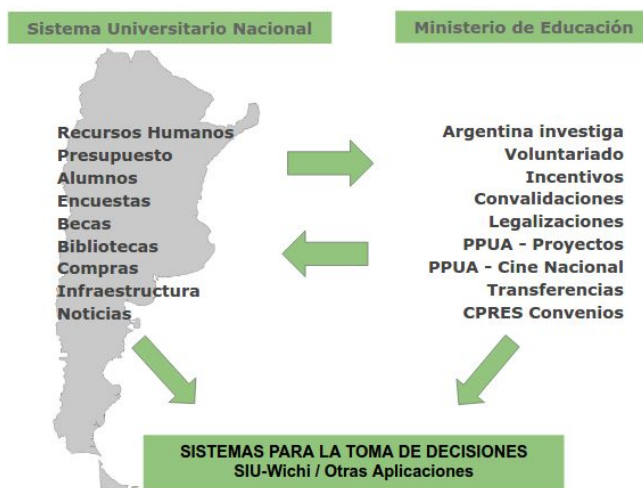 Sistema Universitario Nacional
Ministerio de Educación
Recursos Humanos
Presupuesto
Alumnos
Encuestas
Becas
Bibliotecas
Compras
Infraestructura
Noticias
Argentina investiga
Voluntariado
Incentivos
Convalidaciones
Legalizaciones
PPUA - Proyectos
PPUA - Cine Nacional
Transferencias
CPRES Convenios
SISTEMAS PARA LA TOMA DE DECISIONES
SIU-Wichi / Otras Aplicaciones